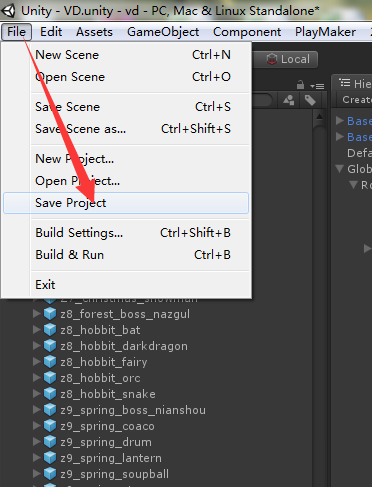 Unity - VD.unity - vd - PC, Mac & Linux Standalone*
File Edit Assets GameObject Component PlayMaker
Local
New Scene Ctrl+N
Open Scene Ctrl+O
Hie
Save Scene Ctrl+S
Create
Save Scene as... Ctrl+Shift+S
Base
Base
New Project...
Defa
Open Project...
Glob
Save Project
Ro
Build Settings... Ctrl+Shift+B
Build & Run Ctrl+B
Exit
z8_forest_boss_nazgul
z8_hobbit_bat
z8_hobbit_darkdragon
z8_hobbit_fairy
z8_hobbit_orc
z8_hobbit_snake
z9_spring_boss_nianshou
z9_spring_coaco
z9_spring_drum
z9_spring_lantern
z9_spring_soupball